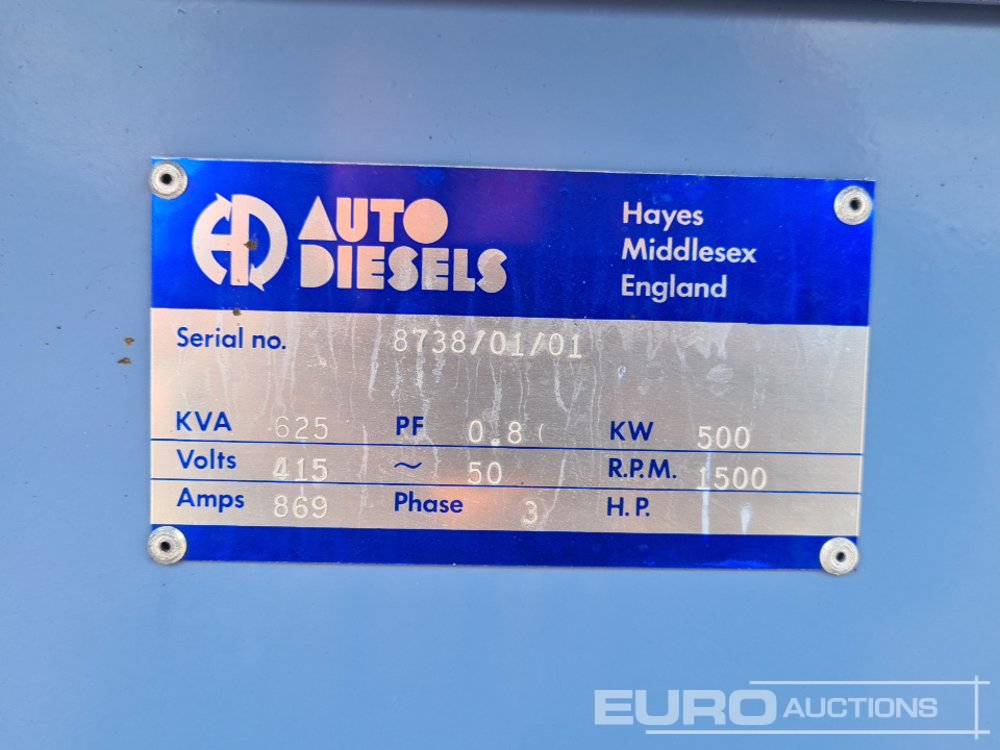 AD AUTO DIESELS
Hayes
Middlesex
England
Serial no. 8738/01/01
KVA 625 PF 0.8 KW 500
Volts 415 ~ 50 R.P.M. 1500
Amps 869 Phase 3 H.P.
EURO AUCTIONS